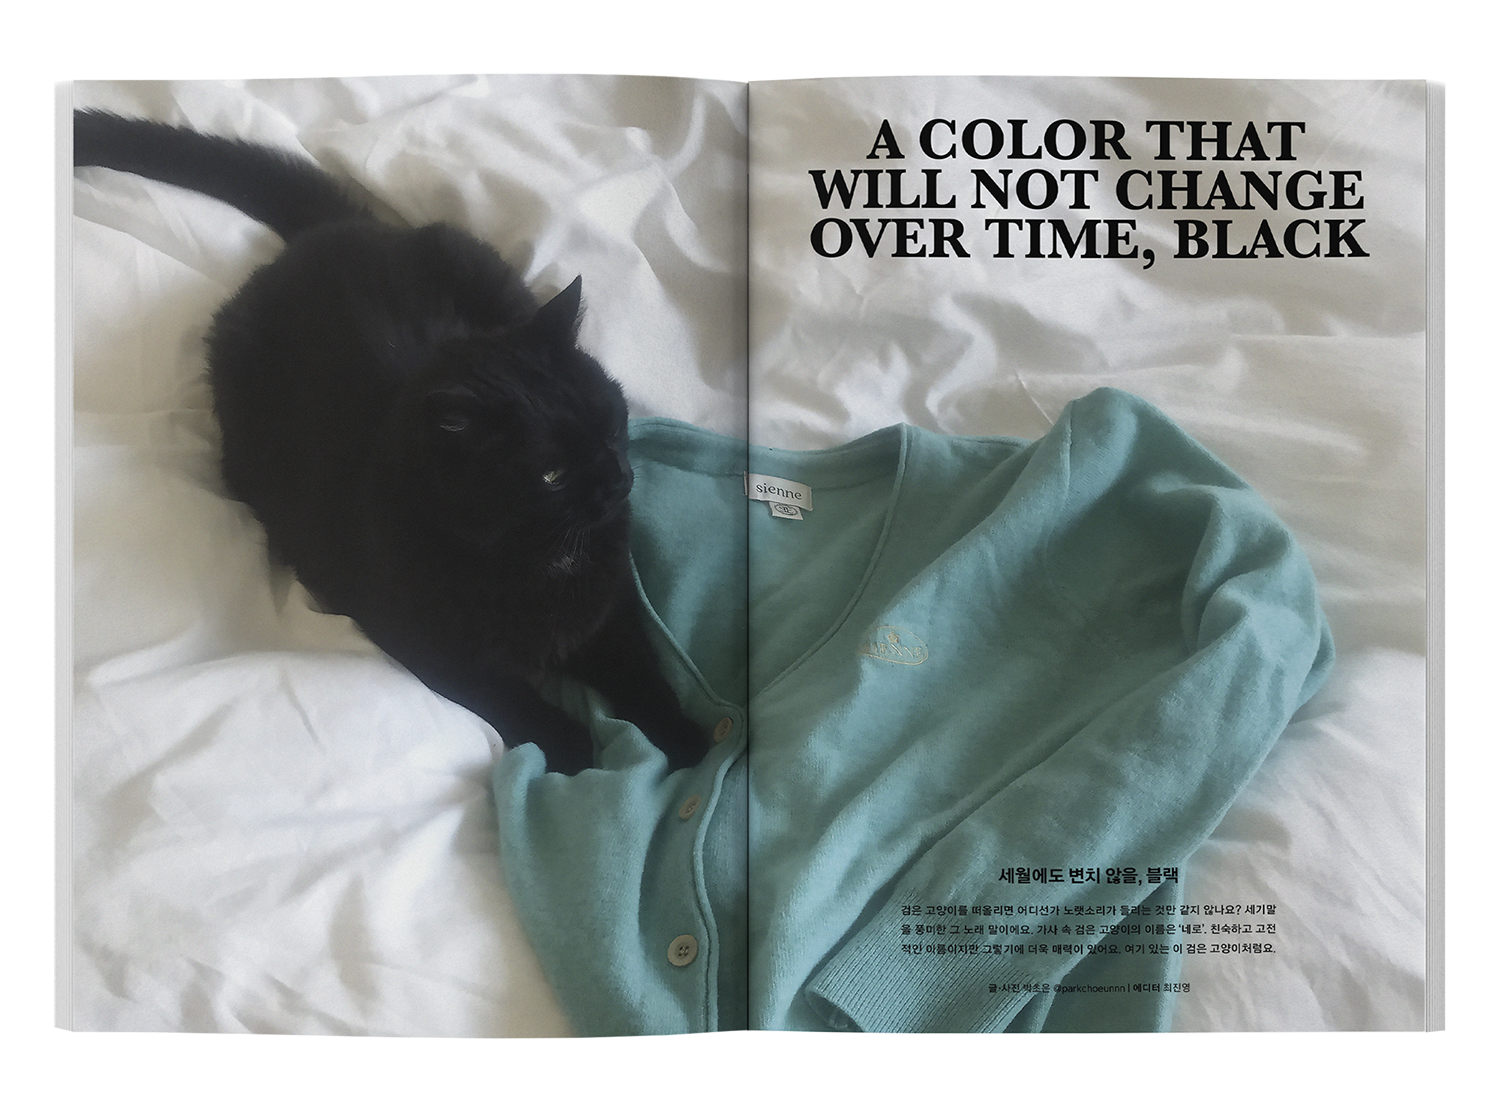 A COLOR THAT
WILL NOT CHANGE
OVER TIME, BLACK
sienne
SIENNE
세월에도 변치 않을, 블랙
검은 고양이를 떠올리면 어디선가 노랫소리가 들리는 것만 같지 않나요? 세기말
을 풍미한 그 노래 말이에요. 가사 속 검은 고양이의 이름은 ‘네로’. 친숙하고 고전
적인 이름이지만 그렇기에 더욱 매력이 있어요. 여기 있는 이 검은 고양이처럼요.
글·사진 박초은 @parkchoeunnn | 에디터 최진영